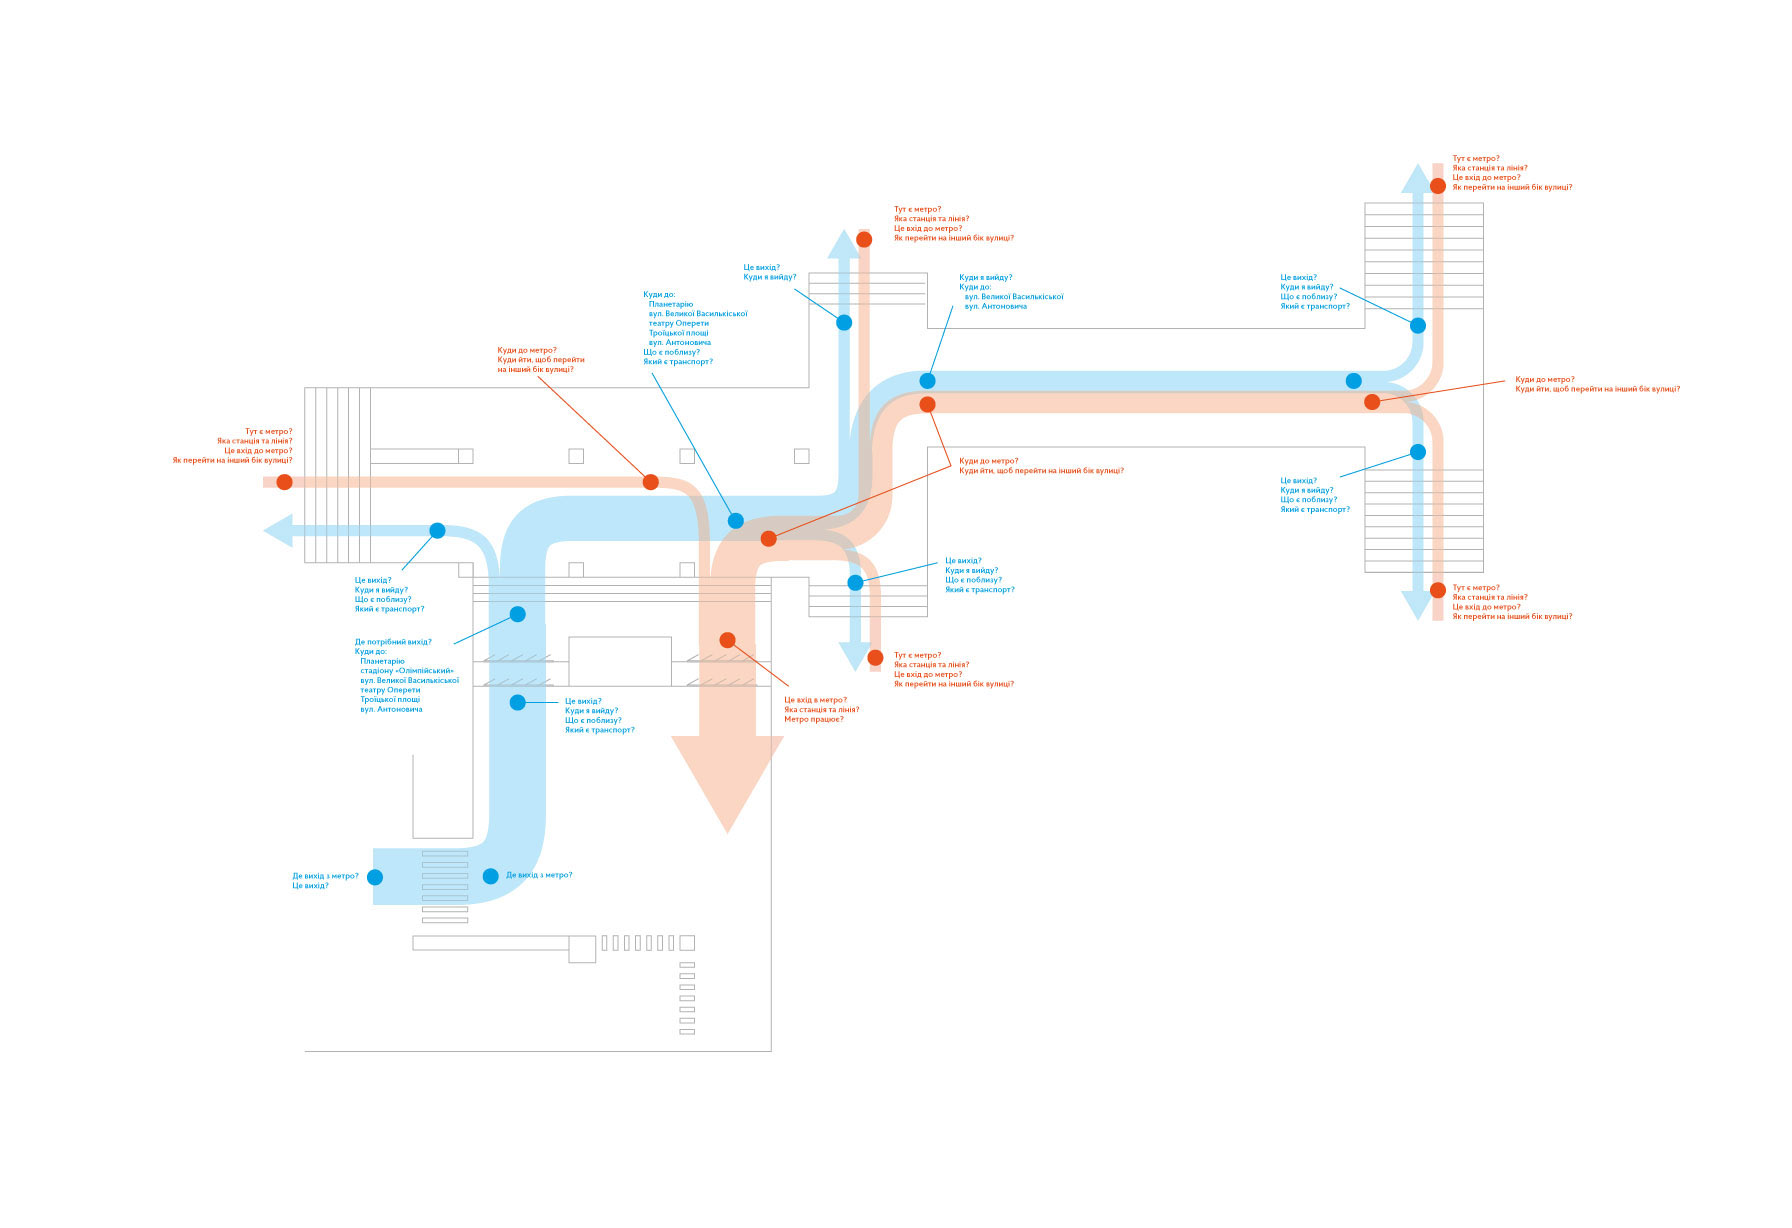 Тут є метро?
Яка станція та лінія?
Це вхід до метро?
Як перейти на інший бік вулиці?
Тут є метро?
Яка станція та лінія?
Це вхід до метро?
Як перейти на інший бік вулиці?
Це вихід?
Куди я вийду?
Куди я вийду?
Куди до:
вул. Великої Васильківської
вул. Антоновича
Це вихід?
Куди я вийду?
Що є поблизу?
Який є транспорт?
Куди до:
Планетарію
вул. Великої Васильківської
театру Оперети
Троїцької площі
вул. Антоновича
Що є поблизу?
Який є транспорт?
Куди до метро?
Куди йти, щоб перейти
на інший бік вулиці?
Куди до метро?
Куди йти, щоб перейти на інший бік вулиці?
Тут є метро?
Яка станція та лінія?
Це вхід до метро?
Як перейти на інший бік вулиці?
Куди до метро?
Куди йти, щоб перейти на інший бік вулиці?
Це вихід?
Куди я вийду?
Що є поблизу?
Який є транспорт?
Це вихід?
Куди я вийду?
Що є поблизу?
Який є транспорт?
Це вихід?
Куди я вийду?
Що є поблизу?
Який є транспорт?
Тут є метро?
Яка станція та лінія?
Це вхід до метро?
Як перейти на інший бік вулиці?
Де потрібний вихід?
Куди до:
Планетарію
стадіону «Олімпійський»
вул. Великої Васильківської
театру Оперети
Троїцької площі
вул. Антоновича
Тут є метро?
Яка станція та лінія?
Це вхід до метро?
Як перейти на інший бік вулиці?
Це вихід?
Куди я вийду?
Що є поблизу?
Який є транспорт?
Це вхід в метро?
Яка станція та лінія?
Метро працює?
Де вихід з метро?
Це вихід?
Де вихід з метро?